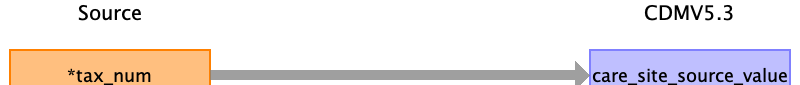 Source
CDMV5.3
*tax_num
care_site_source_value